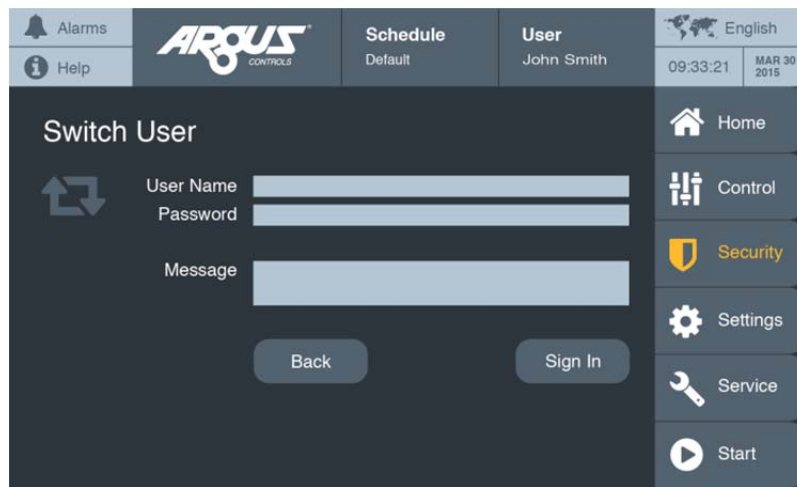 Alarms
Help
ARGUS
CONTROLS
Schedule
Default
User
John Smith
English
09:33:21
MAR 30
2015
Switch User
User Name
Password
Message
Back
Sign In
Home
Control
Security
Settings
Service
Start